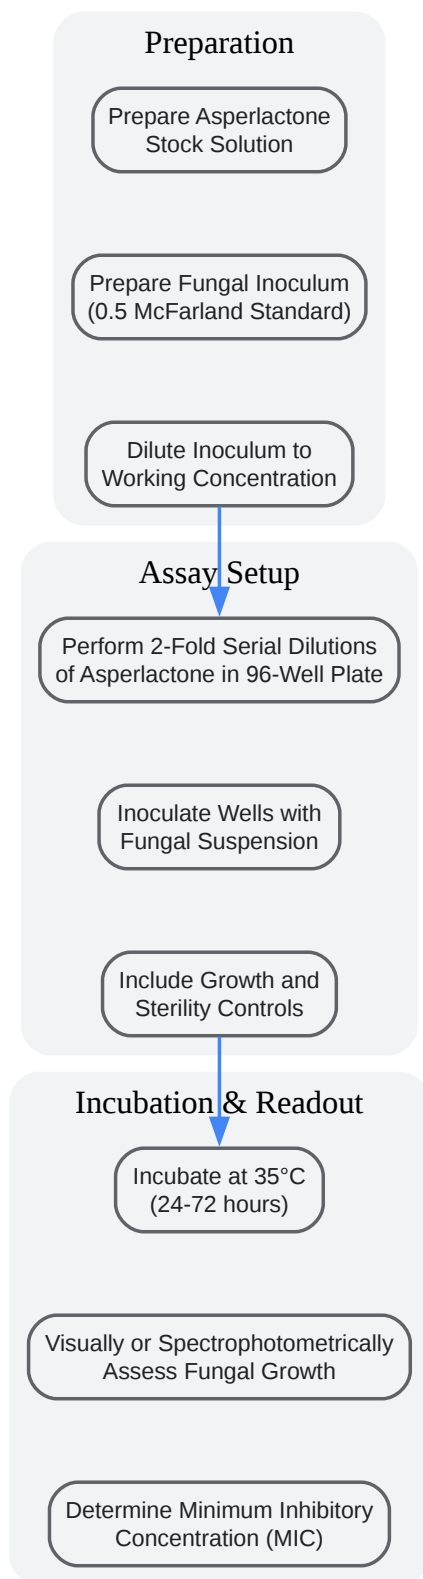 Preparation
Prepare Asperlactone
Stock Solution
Prepare Fungal Inoculum
(0.5 McFarland Standard)
Dilute Inoculum to
Working Concentration
Assay Setup
Perform 2-Fold Serial Dilutions
of Asperlactone in 96-Well Plate
Inoculate Wells with
Fungal Suspension
Include Growth and
Sterility Controls
Incubation & Readout
Incubate at 35°C
(24-72 hours)
Visually or Spectrophotometrically
Assess Fungal Growth
Determine Minimum Inhibitory
Concentration (MIC)